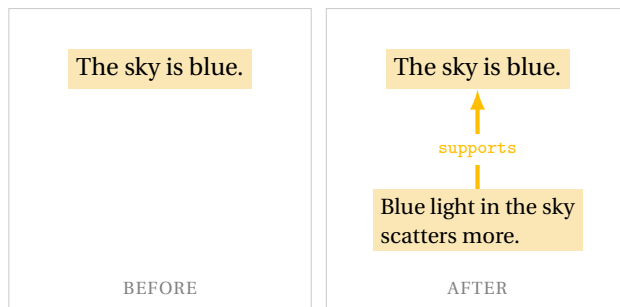 The sky is blue.
BEFORE
The sky is blue.
supports
Blue light in the sky
scatters more.
AFTER